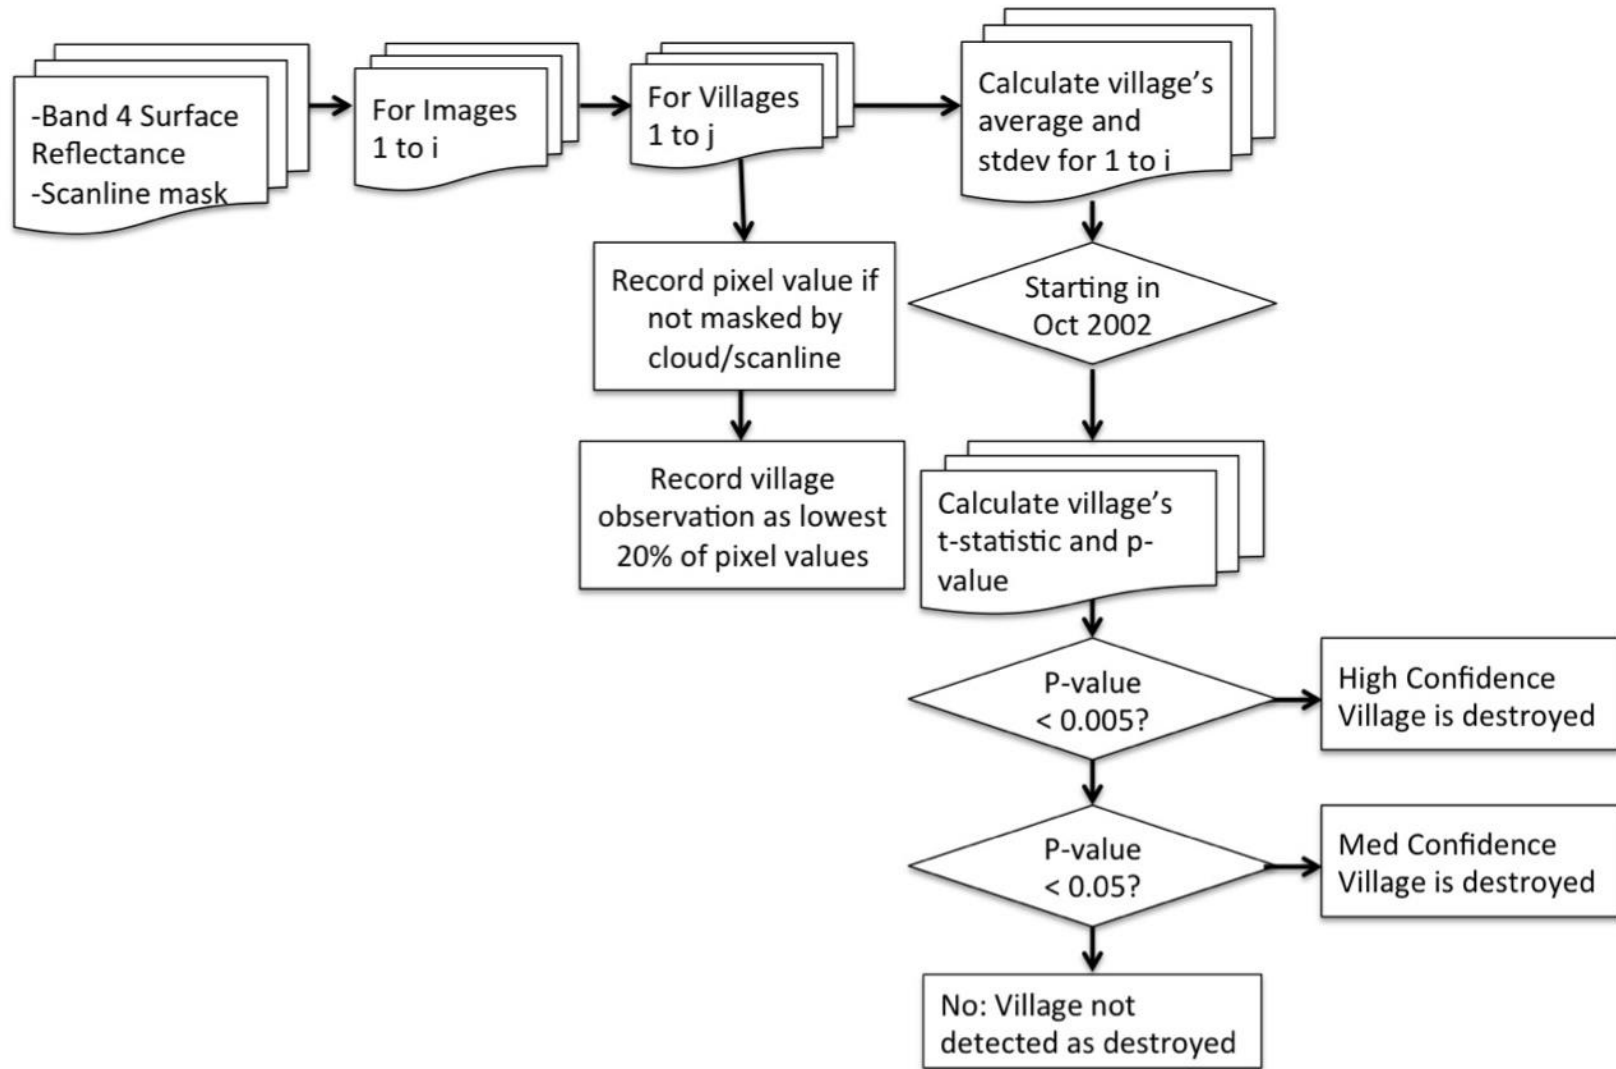 -Band 4 Surface
Reflectance
-Scanline mask
For Images
1 to i
For Villages
1 to j
Calculate village's
average and
stdev for 1 to i
Record pixel value if
not masked by
cloud/scanline
Starting in
Oct 2002
Record village
observation as lowest
20% of pixel values
Calculate village's
t-statistic and p-
value
P-value
< 0.005?
High Confidence
Village is destroyed
P-value
< 0.05?
Med Confidence
Village is destroyed
No: Village not
detected as destroyed